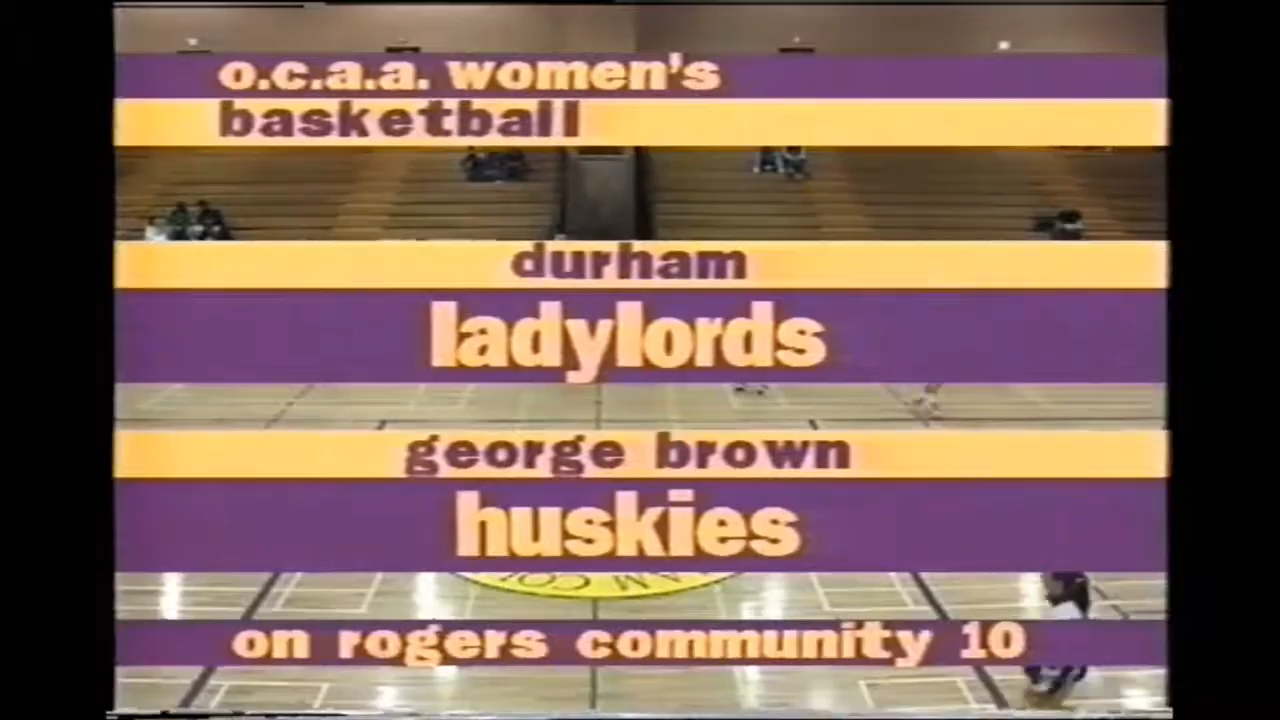 o.c.a.a. women's
basketball
durham
ladylords
george brown
huskies
on rogers community 10